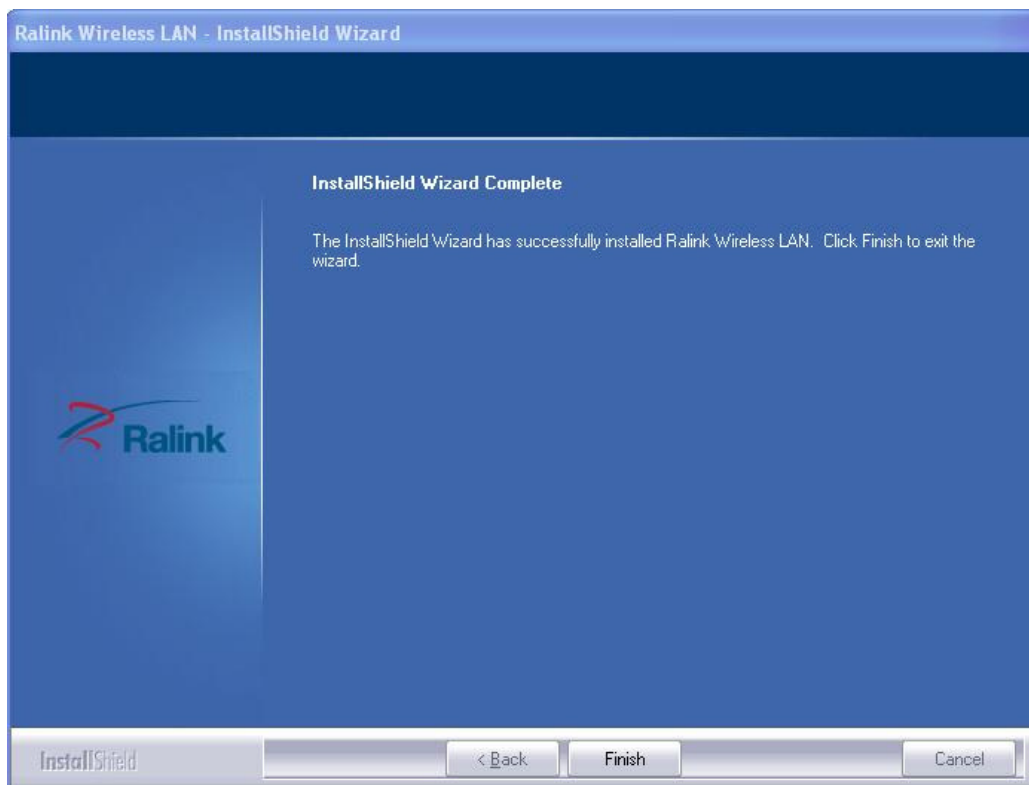 Ralink Wireless LAN - InstallShield Wizard
InstallShield Wizard Complete
The InstallShield Wizard has successfully installed Ralink Wireless LAN. Click Finish to exit the
wizard.
Ralink
InstallShield
< Back
Finish
Cancel